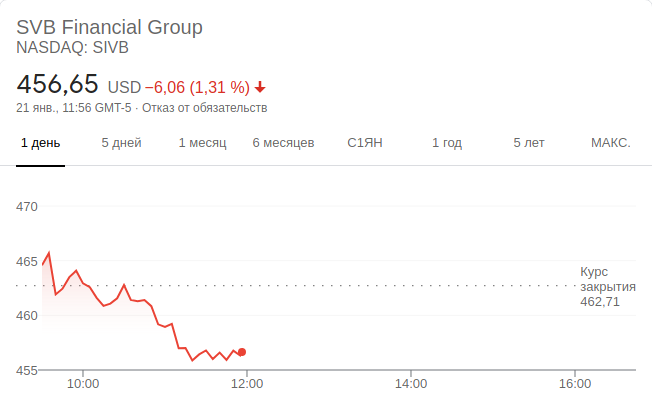 SVB Financial Group
NASDAQ: SIVB
456,65 USD −6,06 (1,31 %)
21 янв., 11:56 GMT-5 · Отказ от обязательств
1 день 5 дней 1 месяц 6 месяцев С1ЯН 1 год 5 лет МАКС.
470
465
460
455
Курс
закрытия
462,71
10:00 12:00 14:00 16:00